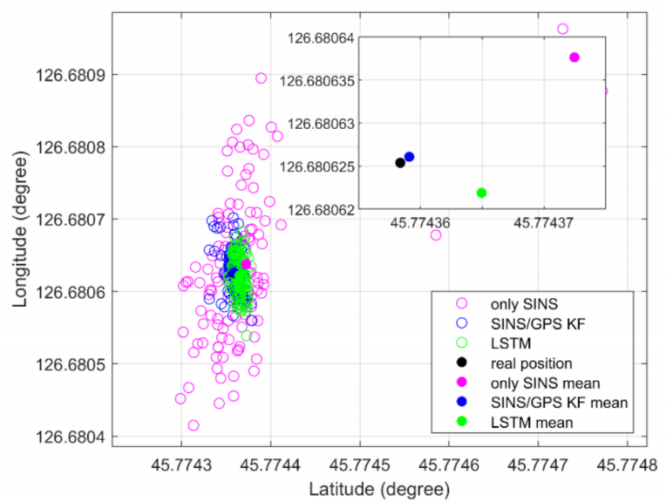 126.68064
126.680635
126.68063
126.680625
126.68062
45.77436
45.77437
126.6809
126.6808
126.6807
126.6806
126.6805
126.6804
Longitude (degree)
45.7743
45.7744
45.7745
45.7746
45.7747
45.7748
Latitude (degree)
only SINS
SINS/GPS KF
LSTM
real position
only SINS mean
SINS/GPS KF mean
LSTM mean